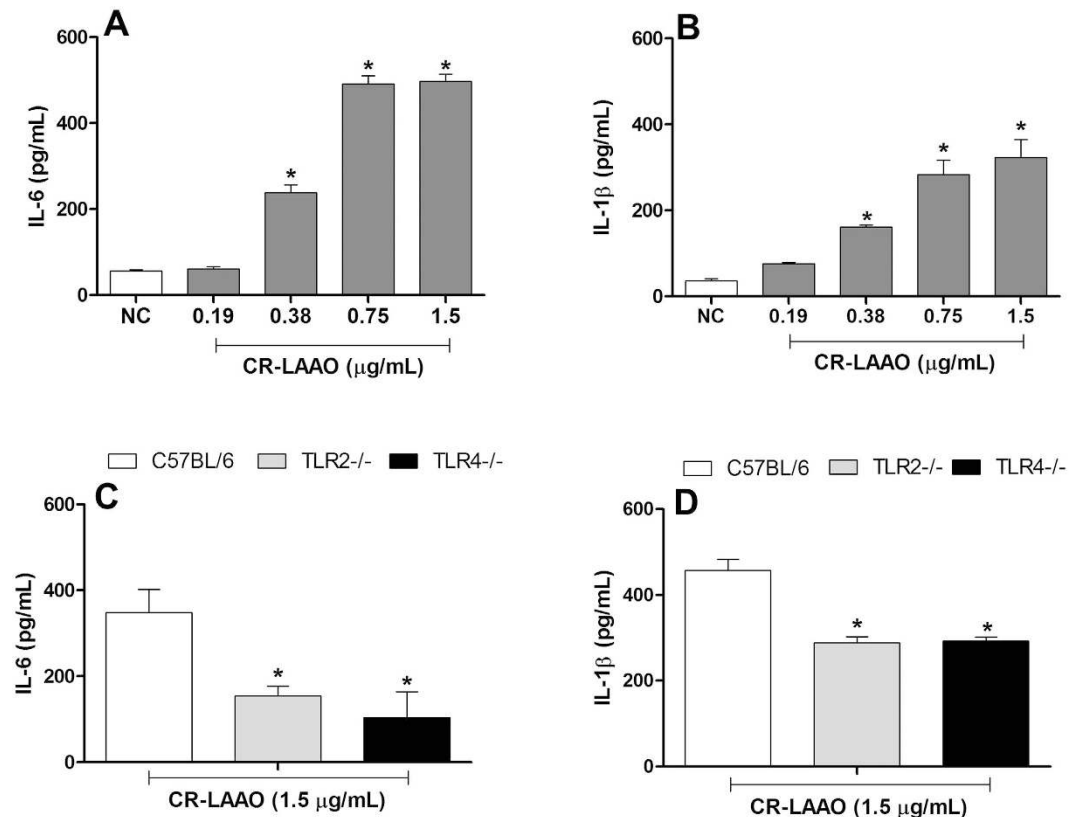 A
IL-6 (pg/mL)
600
400
200
0
*
*
*
NC 0.19 0.38 0.75 1.5
CR-LAAO (μg/mL)
B
IL-1β (pg/mL)
600
400
200
0
*
*
*
NC 0.19 0.38 0.75 1.5
CR-LAAO (μg/mL)
C57BL/6 TLR2-/- TLR4-/-
C
IL-6 (pg/mL)
600
400
200
0
*
*
CR-LAAO (1.5 μg/mL)
C57BL/6 TLR2-/- TLR4-/-
D
IL-1β (pg/mL)
600
400
200
0
*
*
CR-LAAO (1.5 μg/mL)